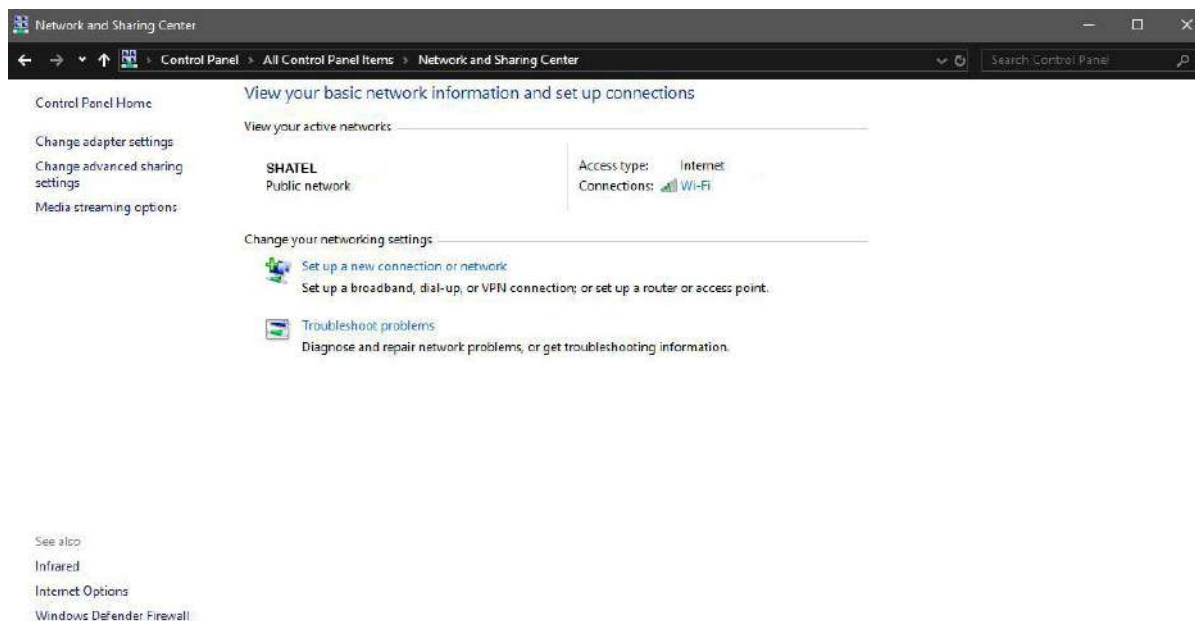 Network and Sharing Center
Control Panel › All Control Panel Items › Network and Sharing Center
Search Control Panel
Control Panel Home
Change adapter settings
Change advanced sharing
settings
Media streaming options
View your basic network information and set up connections
View your active networks
SHATEL
Public network
Access type: Internet
Connections: Wi-Fi
Change your networking settings
Set up a new connection or network
Set up a broadband, dial-up, or VPN connection; or set up a router or access point.
Troubleshoot problems
Diagnose and repair network problems, or get troubleshooting information.
See also
Infrared
Internet Options
Windows Defender Firewall